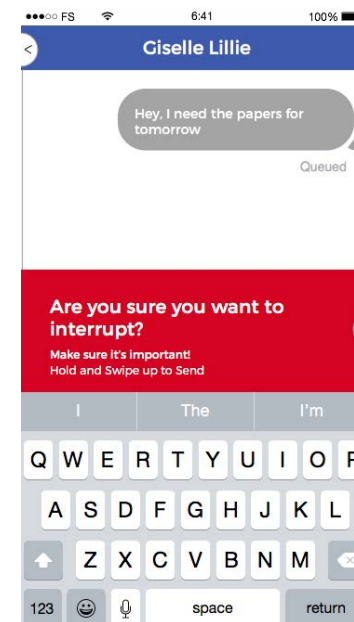 FS 6:41 100%
<
Giselle Lillie
Hey, I need the papers for
tomorrow
Queued
Are you sure you want to
interrupt?
Make sure it's important!
Hold and Swipe up to Send
I The I'm
Q W E R T Y U I O P
A S D F G H J K L
Z X C V B N M
123 space return